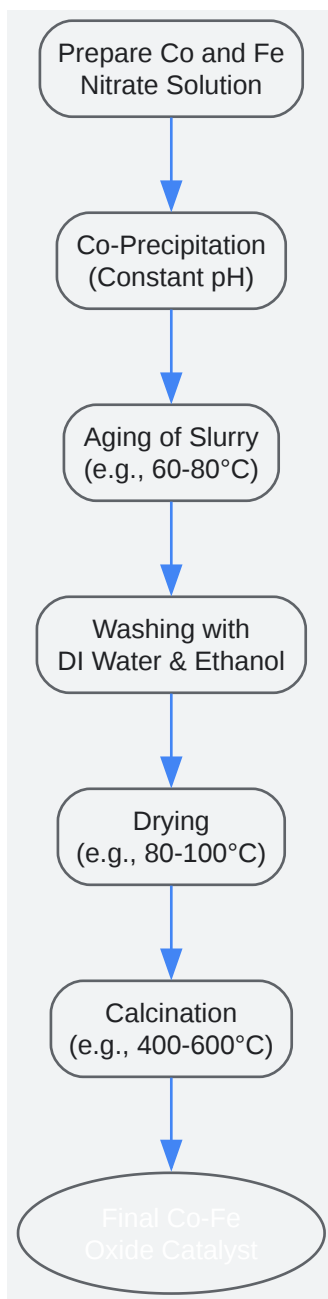 Prepare Co and Fe
Nitrate Solution
Co-Precipitation
(Constant pH)
Aging of Slurry
(e.g., 60-80°C)
Washing with
DI Water & Ethanol
Drying
(e.g., 80-100°C)
Calcination
(e.g., 400-600°C)
Final Co-Fe
Oxide Catalyst